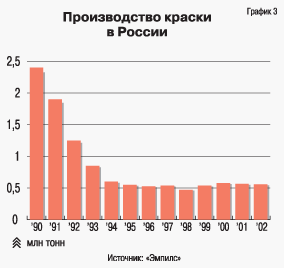 График 3
Производство краски
в России
2,5
2
1,5
1
0,5
0
'90 '91 '92 '93 '94 '95 '96 '97 '98 '99 '00 '01 '02
млн тонн
Источник: «Эмпилс»